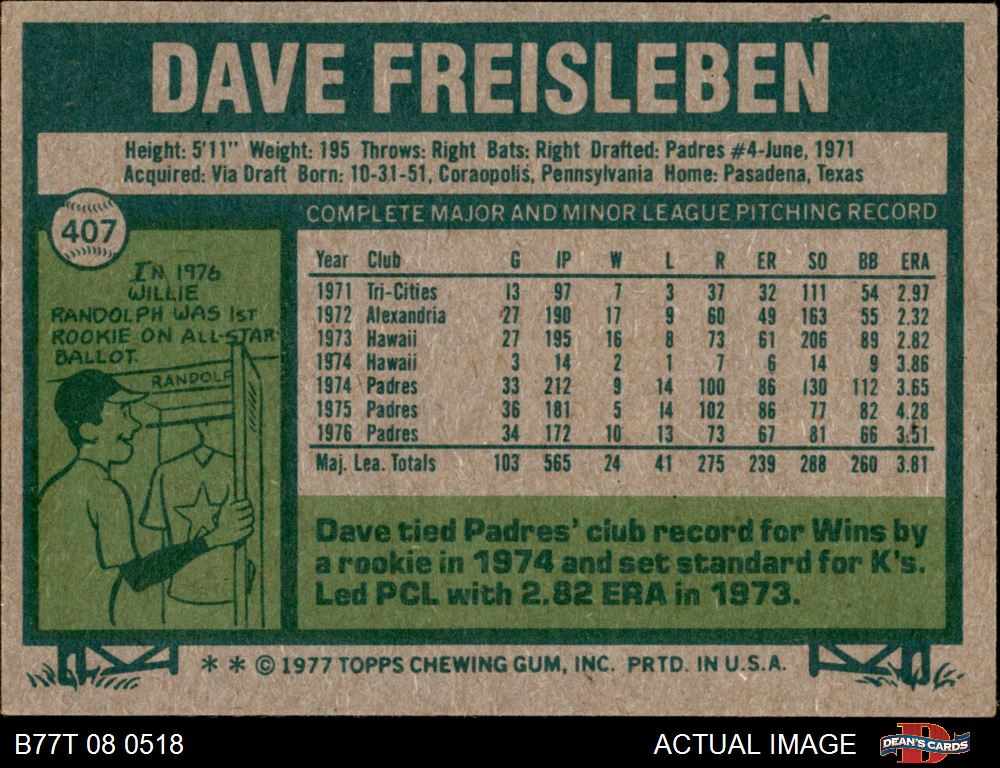 DAVE FREISLEBEN
Height: 5'11" Weight: 195 Throws: Right Bats: Right Drafted: Padres #4-June, 1971
Acquired: Via Draft Born: 10-31-51, Coraopolis, Pennsylvania Home: Pasadena, Texas
407
IN 1976
WILLIE
RANDOLPH WAS 1ST
ROOKIE ON ALL-STAR
BALLOT.
RANDOLP
COMPLETE MAJOR AND MINOR LEAGUE PITCHING RECORD
Year Club G IP W L R ER SO BB ERA
1971 Tri-Cities 13 97 7 3 37 32 111 54 2.97
1972 Alexandria 27 190 17 9 60 49 163 55 2.32
1973 Hawaii 27 195 16 8 73 61 206 89 2.82
1974 Hawaii 3 14 2 1 7 6 14 9 3.86
1974 Padres 33 212 9 14 100 86 130 112 3.65
1975 Padres 36 181 5 14 102 86 77 82 4.28
1976 Padres 34 172 10 13 73 67 81 66 3.51
Maj. Lea. Totals 103 565 24 41 275 239 288 260 3.81
Dave tied Padres' club record for Wins by
a rookie in 1974 and set standard for K's.
Led PCL with 2.82 ERA in 1973.
* * © 1977 TOPPS CHEWING GUM, INC. PRTD. IN U.S.A.
B77T 08 0518 ACTUAL IMAGE DEAN'S CARDS